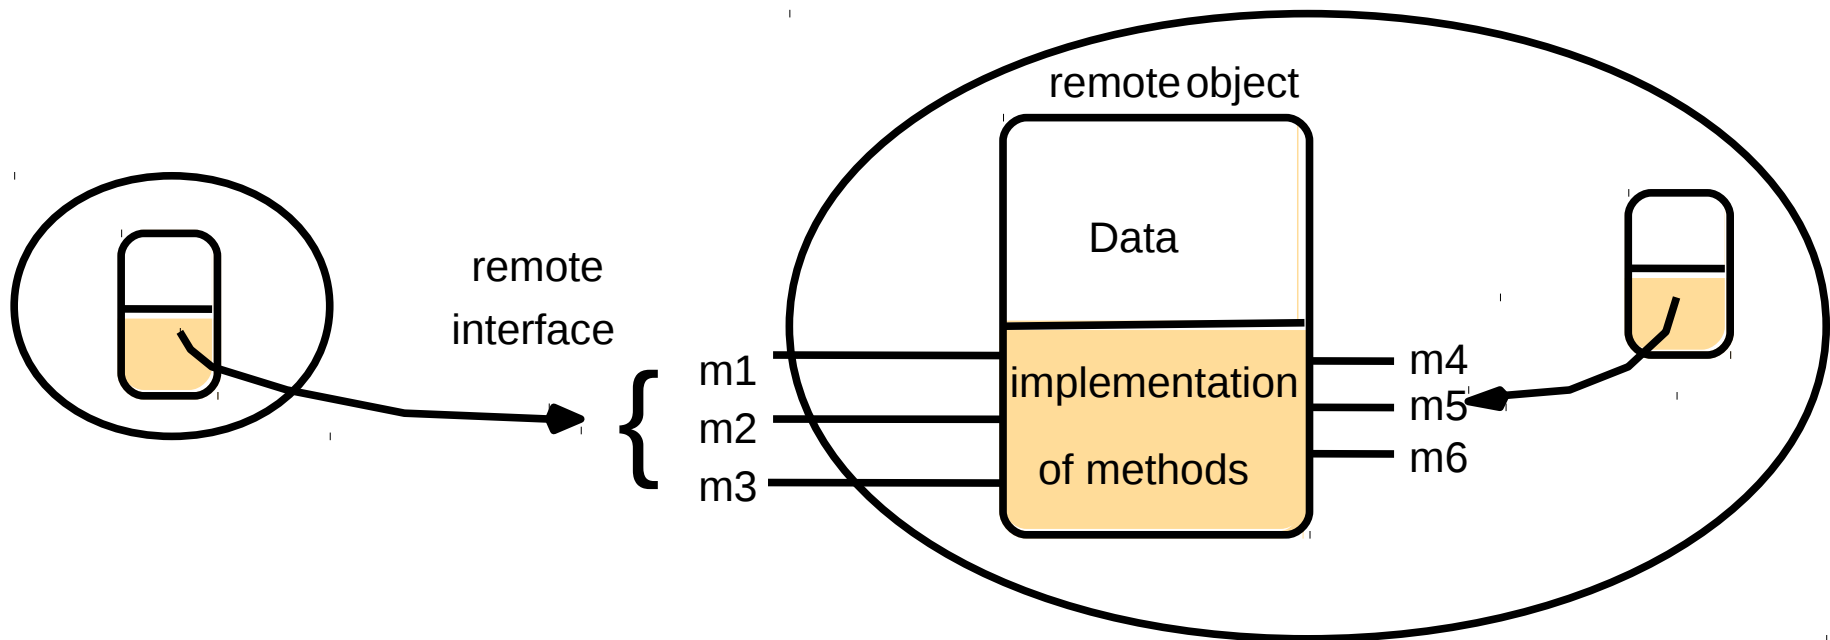 remote object
Data
remote
interface
{
m1
m2
m3
implementation
of methods
m4
m5
m6